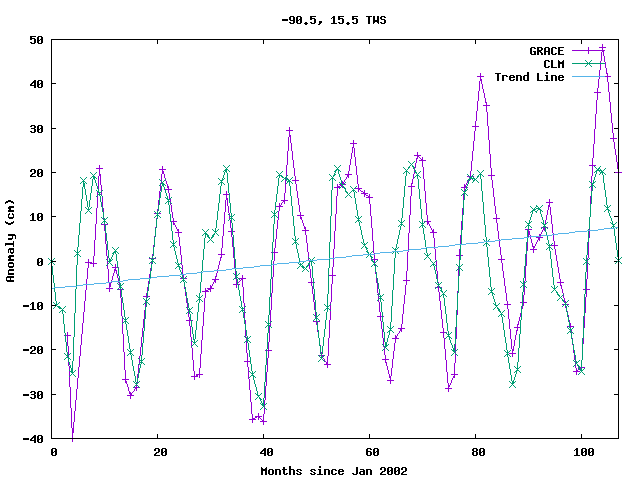 -90.5, 15.5 TWS
GRACE
CLM
Trend Line
50
40
30
20
10
0
-10
-20
-30
-40
Anomaly (cm)
0 20 40 60 80 100
Months since Jan 2002